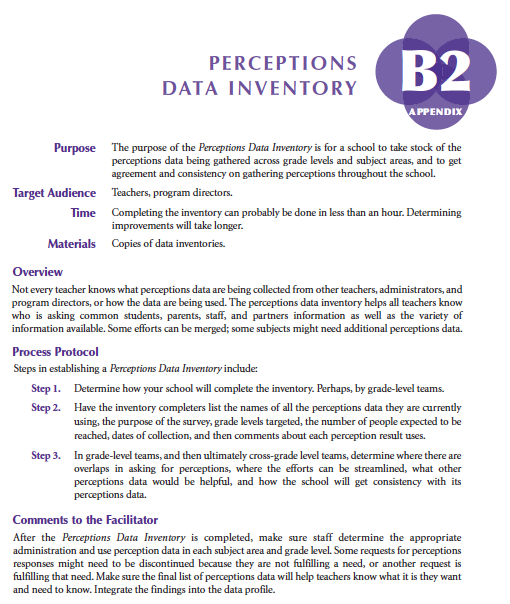 PERCEPTIONS
DATA INVENTORY
B2
APPENDIX
Purpose The purpose of the Perceptions Data Inventory is for a school to take stock of the
perceptions data being gathered across grade levels and subject areas, and to get
agreement and consistency on gathering perceptions throughout the school.
Target Audience Teachers, program directors.
Time Completing the inventory can probably be done in less than an hour. Determining
improvements will take longer.
Materials Copies of data inventories.
Overview
Not every teacher knows what perceptions data are being collected from other teachers, administrators, and
program directors, or how the data are being used. The perceptions data inventory helps all teachers know
who is asking common students, parents, staff, and partners information as well as the variety of
information available. Some efforts can be merged; some subjects might need additional perceptions data.
Process Protocol
Steps in establishing a Perceptions Data Inventory include:
Step 1. Determine how your school will complete the inventory. Perhaps, by grade-level teams.
Step 2. Have the inventory completers list the names of all the perceptions data they are currently
using, the purpose of the survey, grade levels targeted, the number of people expected to be
reached, dates of collection, and then comments about each perception result uses.
Step 3. In grade-level teams, and then ultimately cross-grade level teams, determine where there are
overlaps in asking for perceptions, where the efforts can be streamlined, what other
perceptions data would be helpful, and how the school will get consistency with its
perceptions data.
Comments to the Facilitator
After the Perceptions Data Inventory is completed, make sure staff determine the appropriate
administration and use perception data in each subject area and grade level. Some requests for perceptions
responses might need to be discontinued because they are not fulfilling a need, or another request is
fulfilling that need. Make sure the final list of perceptions data will help teachers know what it is they want
and need to know. Integrate the findings into the data profile.